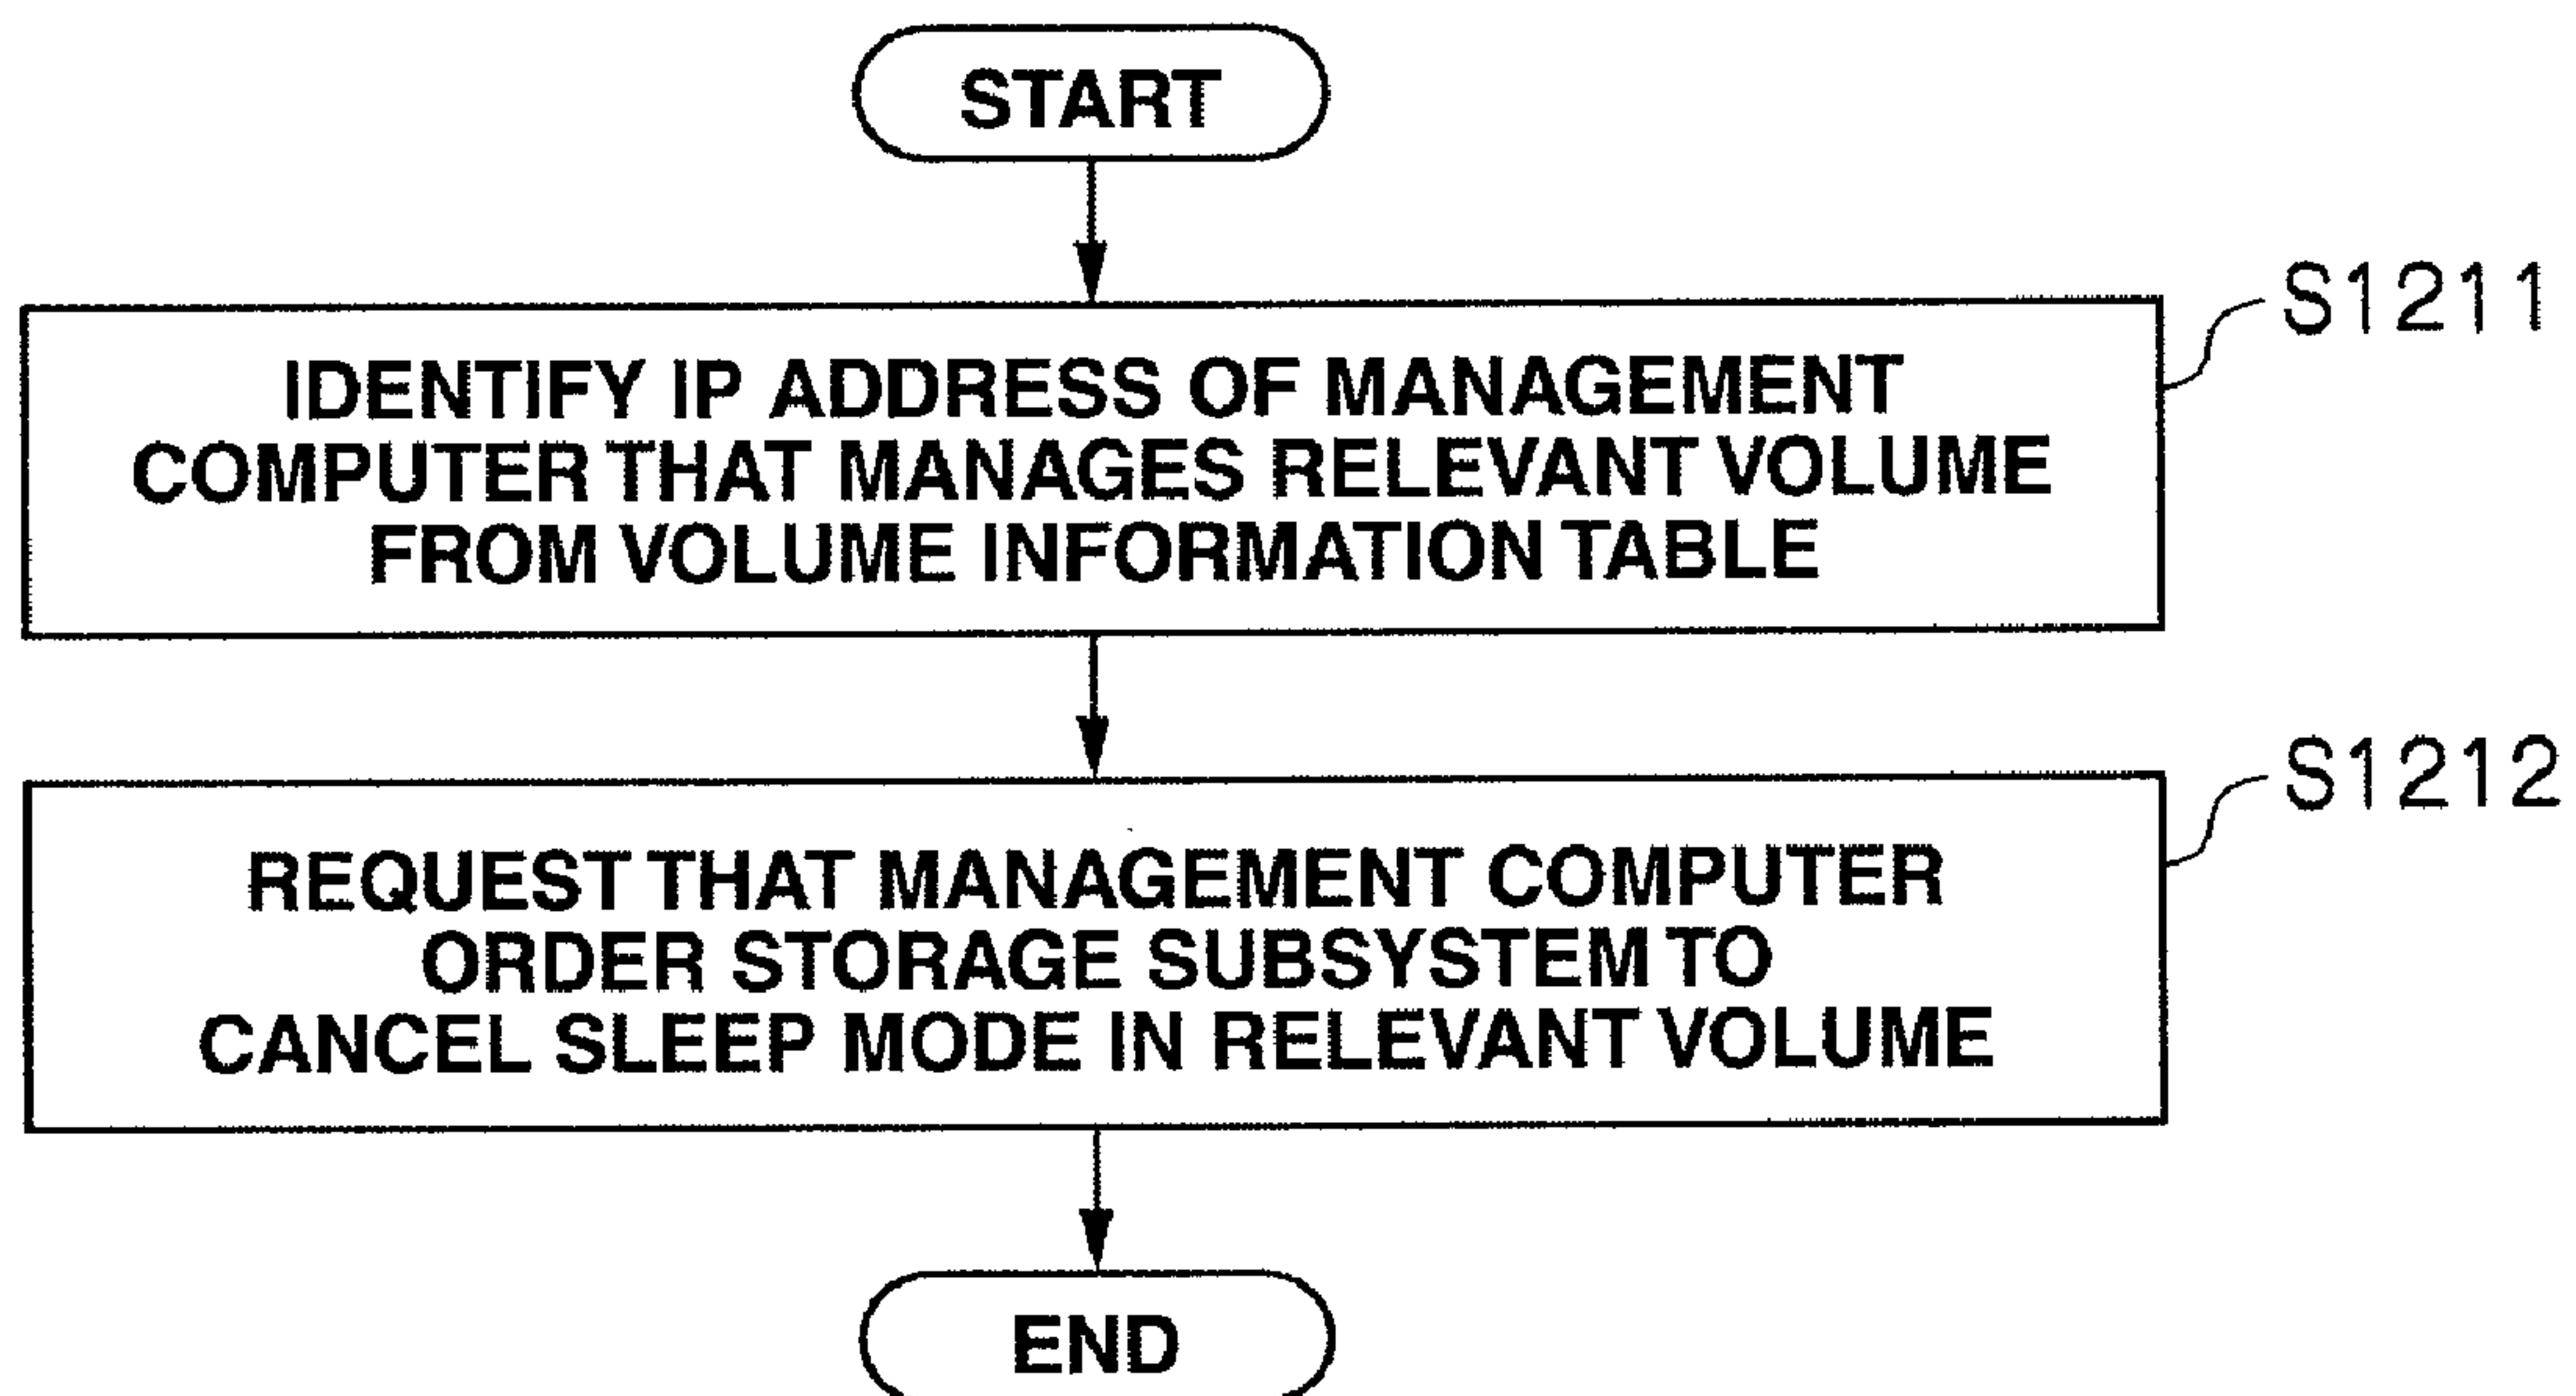 START
S1211
IDENTIFY IP ADDRESS OF MANAGEMENT
COMPUTER THAT MANAGES RELEVANT VOLUME
FROM VOLUME INFORMATION TABLE
S1212
REQUEST THAT MANAGEMENT COMPUTER
ORDER STORAGE SUBSYSTEM TO
CANCEL SLEEP MODE IN RELEVANT VOLUME
END